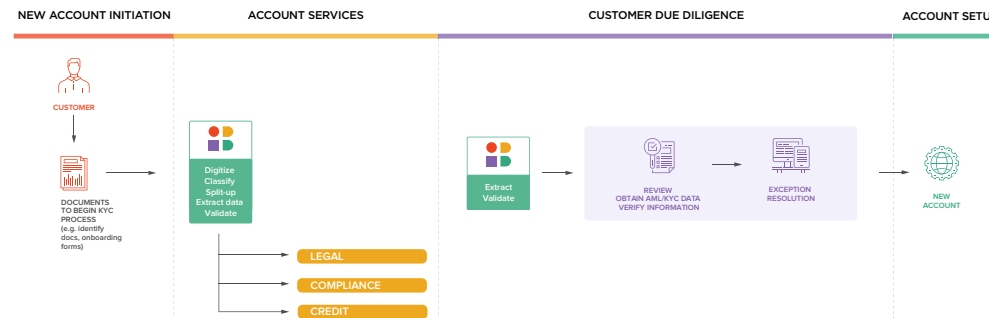 NEW ACCOUNT INITIATION
ACCOUNT SERVICES
CUSTOMER DUE DILIGENCE
ACCOUNT SETU
CUSTOMER
DOCUMENTS
TO BEGIN KYC
PROCESS
(e.g. identify
docs, onboarding
forms)
Digitize
Classify
Split-up
Extract data
Validate
LEGAL
COMPLIANCE
CREDIT
Extract
Validate
REVIEW
OBTAIN AML/KYC DATA
VERIFY INFORMATION
EXCEPTION
RESOLUTION
NEW
ACCOUNT